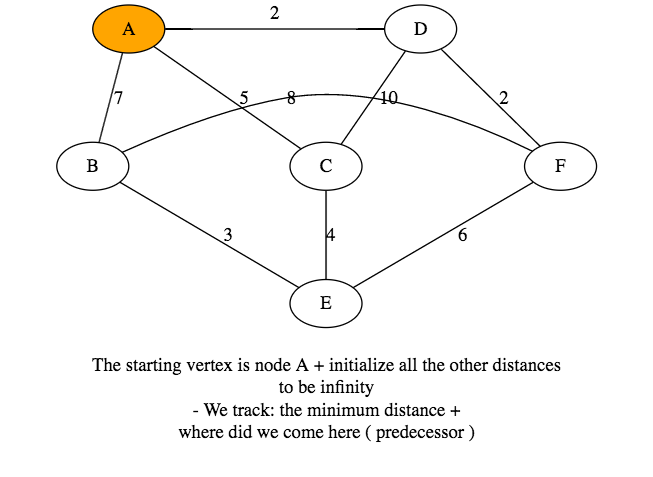 2
A
D
7
5
8
10
2
B
C
F
3
4
6
E
The starting vertex is node A + initialize all the other distances
to be infinity
- We track: the minimum distance +
where did we come here ( predecessor )